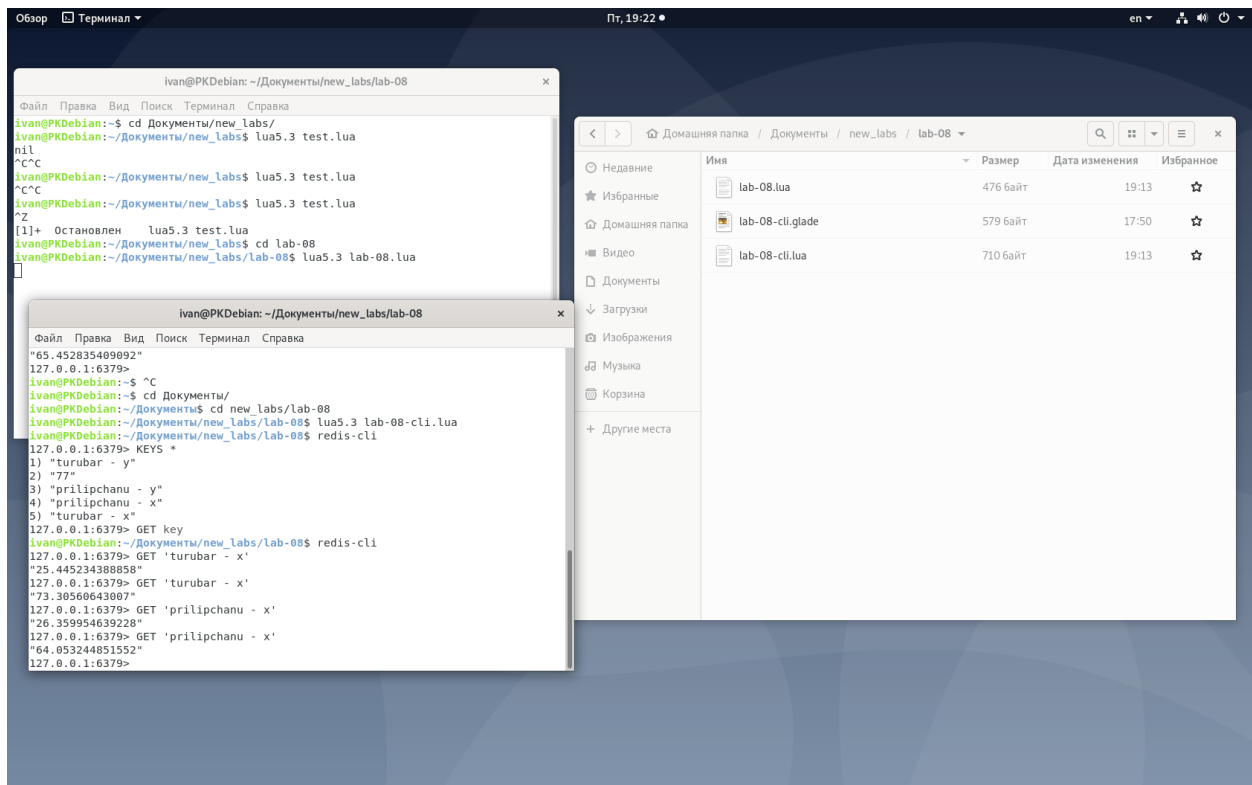 Обзор Терминал Пт, 19:22 en
ivan@PKDebian: ~/Документы/new_labs/lab-08 ×
Файл Правка Вид Поиск Терминал Справка
ivan@PKDebian:~$ cd Документы/new_labs/
ivan@PKDebian:~/Документы/new_labs$ lua5.3 test.lua
nil
^C^C
ivan@PKDebian:~/Документы/new_labs$ lua5.3 test.lua
^C^C
ivan@PKDebian:~/Документы/new_labs$ lua5.3 test.lua
^Z
[1]+  Остановлен    lua5.3 test.lua
ivan@PKDebian:~/Документы/new_labs$ cd lab-08
ivan@PKDebian:~/Документы/new_labs/lab-08$ lua5.3 lab-08.lua
ivan@PKDebian: ~/Документы/new_labs/lab-08 ×
Файл Правка Вид Поиск Терминал Справка
"65.452835409092"
127.0.0.1:6379>
ivan@PKDebian:~$ ^C
ivan@PKDebian:~$ cd Документы/
ivan@PKDebian:~/Документы$ cd new_labs/lab-08
ivan@PKDebian:~/Документы/new_labs/lab-08$ lua5.3 lab-08-cli.lua
ivan@PKDebian:~/Документы/new_labs/lab-08$ redis-cli
127.0.0.1:6379> KEYS *
1) "turubar - y"
2) "77"
3) "prilipchanu - y"
4) "prilipchanu - x"
5) "turubar - x"
127.0.0.1:6379> GET key
ivan@PKDebian:~/Документы/new_labs/lab-08$ redis-cli
127.0.0.1:6379> GET 'turubar - x'
"25.445234388858"
127.0.0.1:6379> GET 'turubar - x'
"73.30560643007"
127.0.0.1:6379> GET 'prilipchanu - x'
"26.359954639228"
127.0.0.1:6379> GET 'prilipchanu - x'
"64.053244851552"
127.0.0.1:6379>
Домашняя папка / Документы / new_labs / lab-08
Недавние
Избранные
Домашняя папка
Видео
Документы
Загрузки
Изображения
Музыка
Корзина
+ Другие места
Имя Размер Дата изменения Избранное
lab-08.lua 476 байт 19:13
lab-08-cli.glade 579 байт 17:50
lab-08-cli.lua 710 байт 19:13